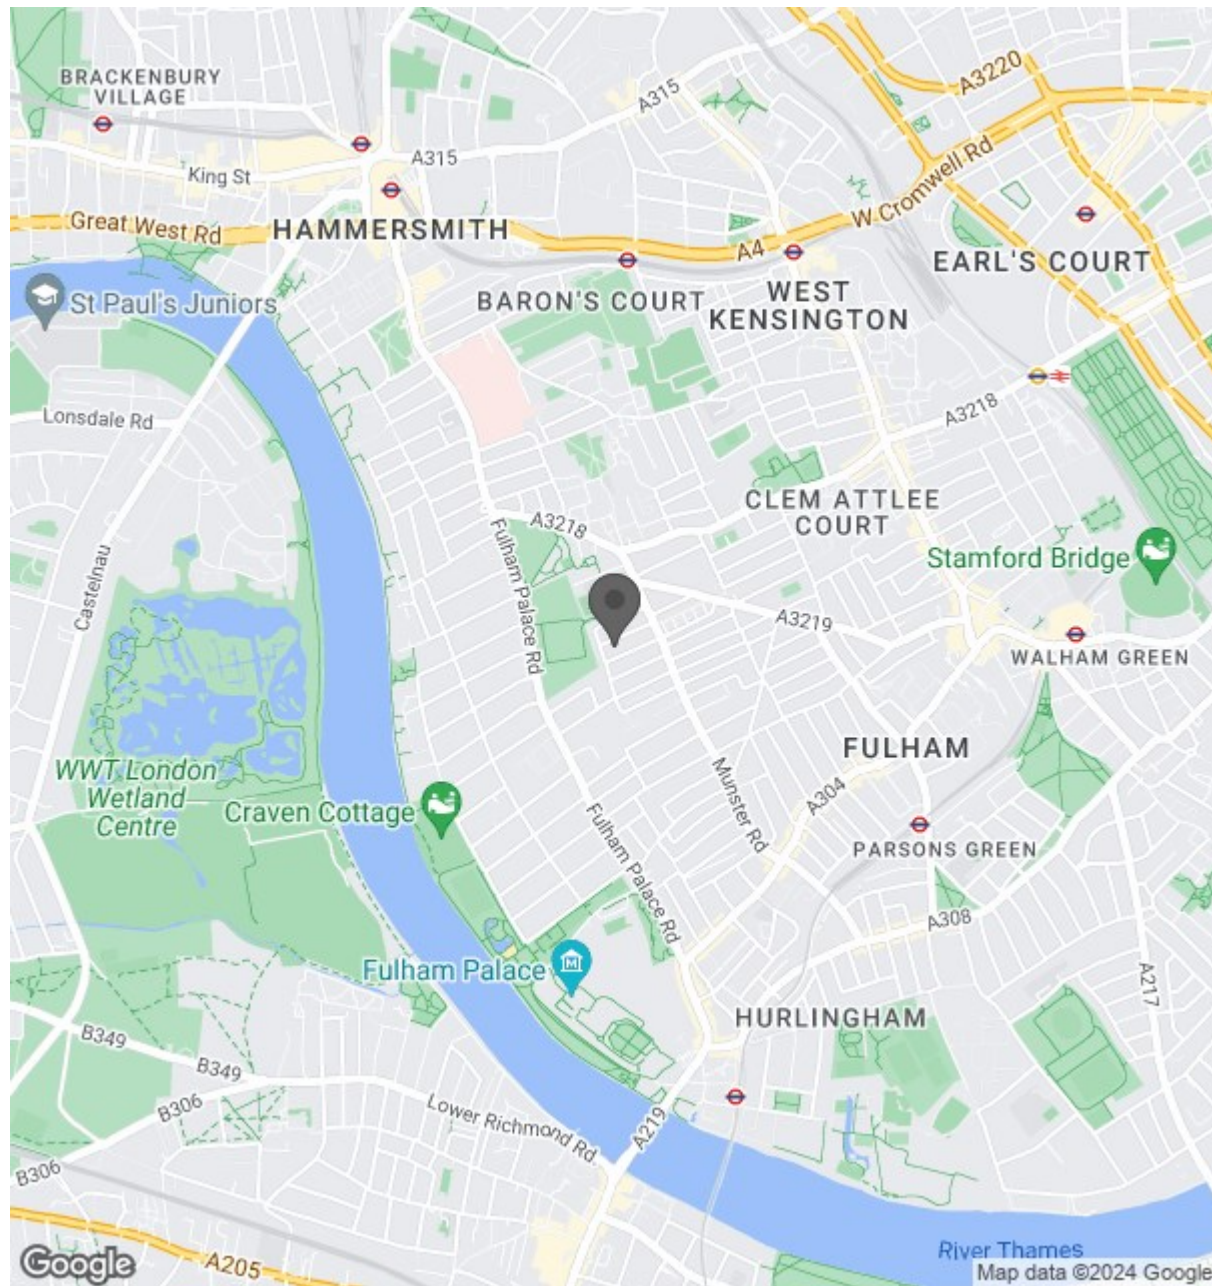 A3220
BRACKENBURY
VILLAGE
A315
A315
King St
W Cromwell Rd
Great West Rd
HAMMERSMITH
A4
EARL'S COURT
St Paul's Juniors
BARON'S COURT
WEST
KENSINGTON
Lonsdale Rd
A3218
CLEM ATTLEE
COURT
A3218
Fulham Palace Rd
Castelnau
Stamford Bridge
A3219
WALHAM GREEN
FULHAM
WWT London
Wetland
Centre
Munster Rd
A304
Craven Cottage
Fulham Palace Rd
PARSONS GREEN
A308
Fulham Palace
A217
HURLINGHAM
B349
B349
B306
Lower Richmond Rd.
A219
B306
A205
River Thames
Google
Map data ©2024 Google